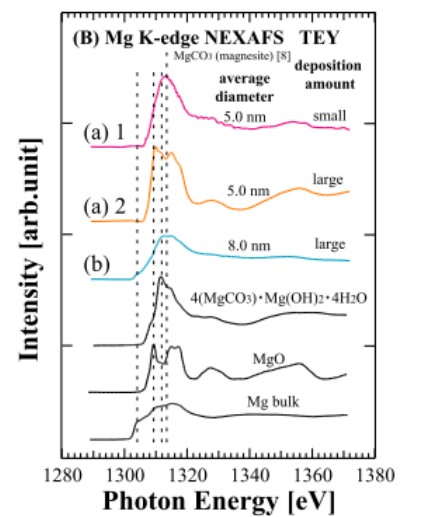 (B) Mg K-edge NEXAFS TEY
MgCO3 (magnesite) [8]
average
diameter
deposition
amount
5.0 nm
small
(a) 1
(a) 2
5.0 nm
large
(b)
8.0 nm
large
4(MgCO3)・Mg(OH)2・4H2O
MgO
Mg bulk
Intensity [arb.unit]
1280 1300 1320 1340 1360 1380
Photon Energy [eV]